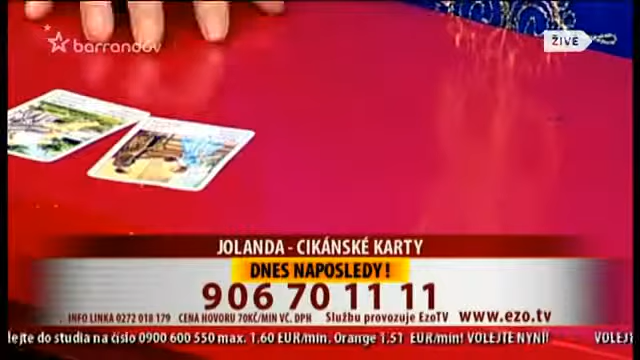 barrandov
ŽIVĚ
JOLANDA - CIKÁNSKÉ KARTY
DNES NAPOSLEDY!
906 70 11 11
INFO LINKA 0272 018 179 CENA HOVORU 70KČ/MIN VČ. DPH Službu provozuje EzoTV www.ezo.tv
lejte do studia na číslo 0900 600 550 max. 1.60 EUR/min. Orange 1.51 EUR/min! VOLEJTE NYNÍ! VOLEJ